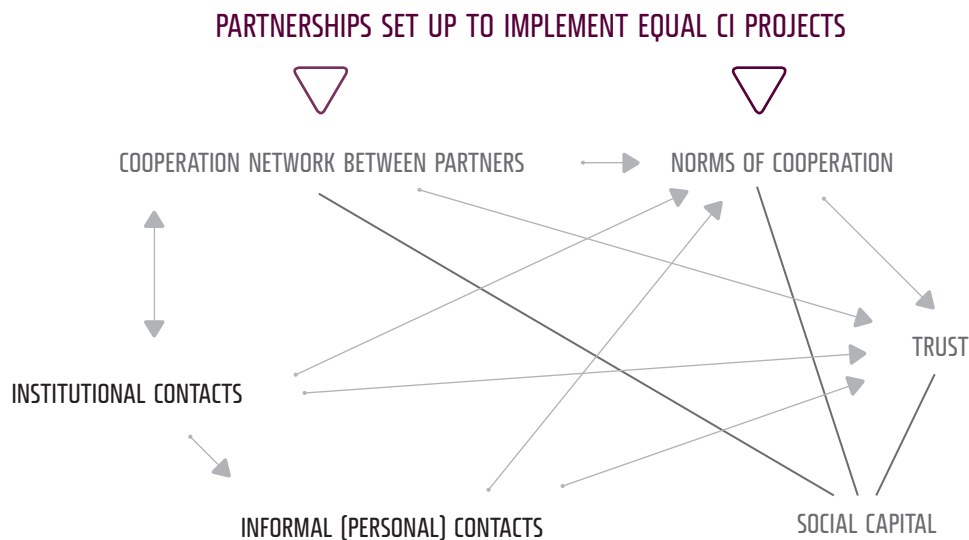 PARTNERSHIPS SET UP TO IMPLEMENT EQUAL CI PROJECTS
COOPERATION NETWORK BETWEEN PARTNERS
NORMS OF COOPERATION
TRUST
INSTITUTIONAL CONTACTS
INFORMAL (PERSONAL) CONTACTS
SOCIAL CAPITAL